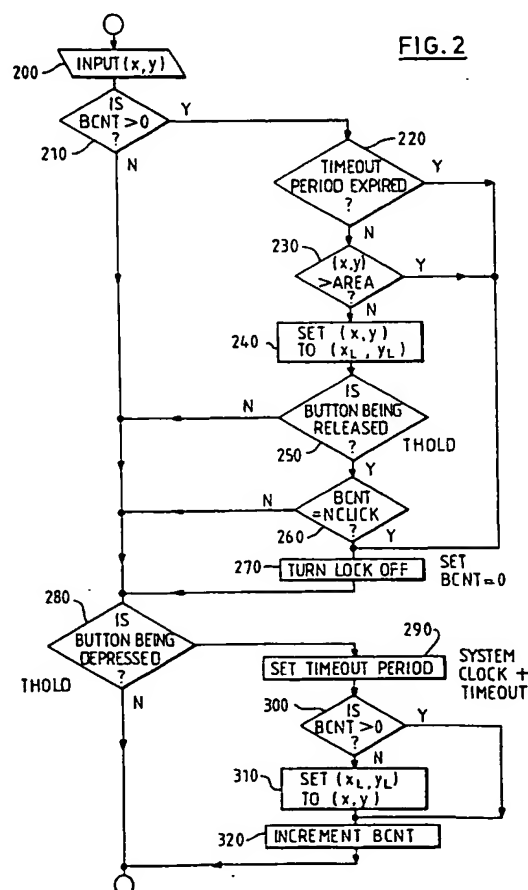 FIG. 2
200
INPUT(x,y)
IS
BCNT >0
?
210
Y
N
220
TIMEOUT
PERIOD EXPIRED
?
Y
N
230
(x,y)
>AREA
?
Y
N
240
SET (x,y)
TO (xL, yL)
IS
BUTTON BEING
RELEASED
?
250
N
THOLD
Y
BCNT
=NCLICK
?
260
N
Y
270
TURN LOCK OFF
SET
BCNT=0
280
IS
BUTTON BEING
DEPRESSED
?
THOLD
N
290
SET TIMEOUT PERIOD
SYSTEM
CLOCK +
TIMEOUT
300
IS
BCNT>0
?
Y
N
310
SET (xL,yL)
TO (x,y)
320
INCREMENT BCNT